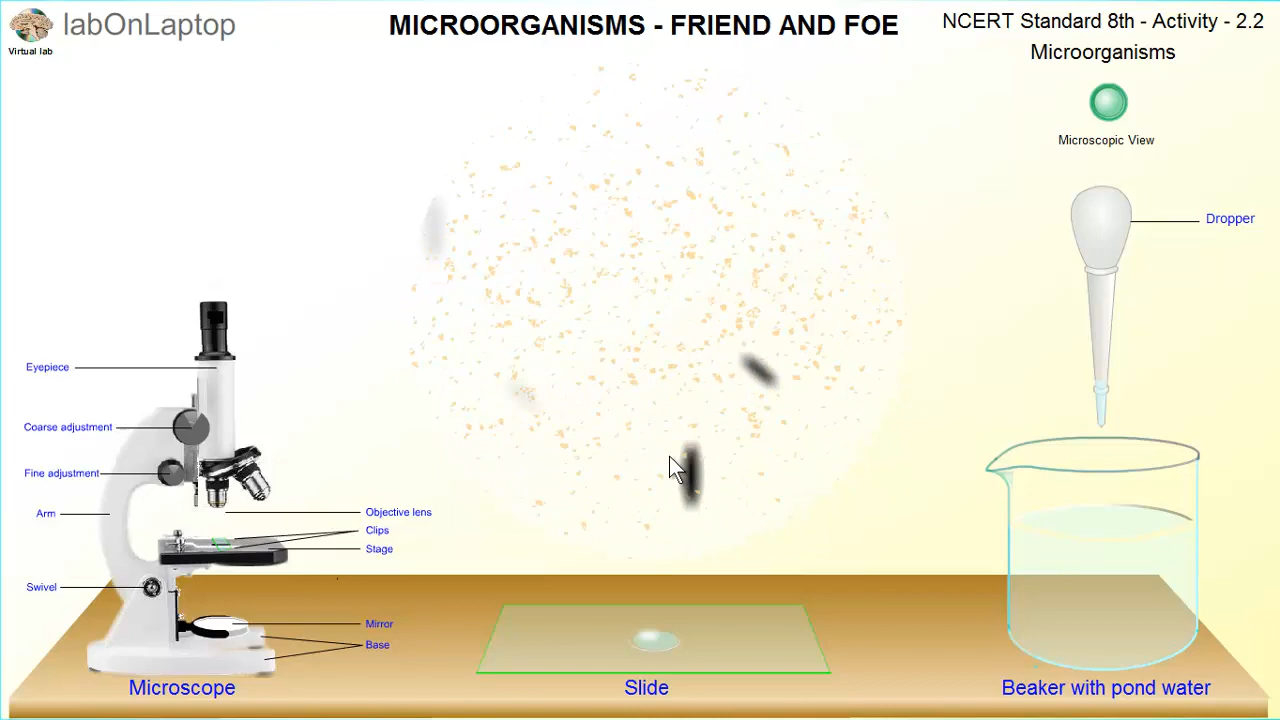 labOnLaptop
Virtual lab
MICROORGANISMS - FRIEND AND FOE
NCERT Standard 8th - Activity - 2.2
Microorganisms
Microscopic View
Dropper
Eyepiece
Coarse adjustment
Fine adjustment
Arm
Swivel
Objective lens
Clips
Stage
Mirror
Base
Microscope
Slide
Beaker with pond water